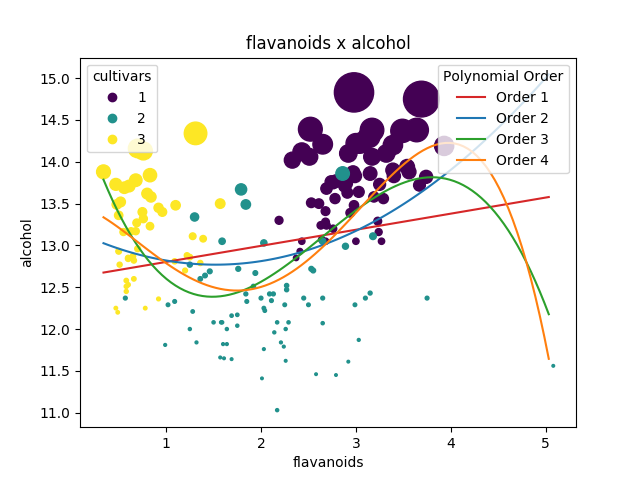 flavanoids x alcohol
cultivars
1
2
3
Polynomial Order
Order 1
Order 2
Order 3
Order 4
alcohol
15.0
14.5
14.0
13.5
13.0
12.5
12.0
11.5
11.0
1 2 3 4 5
flavanoids